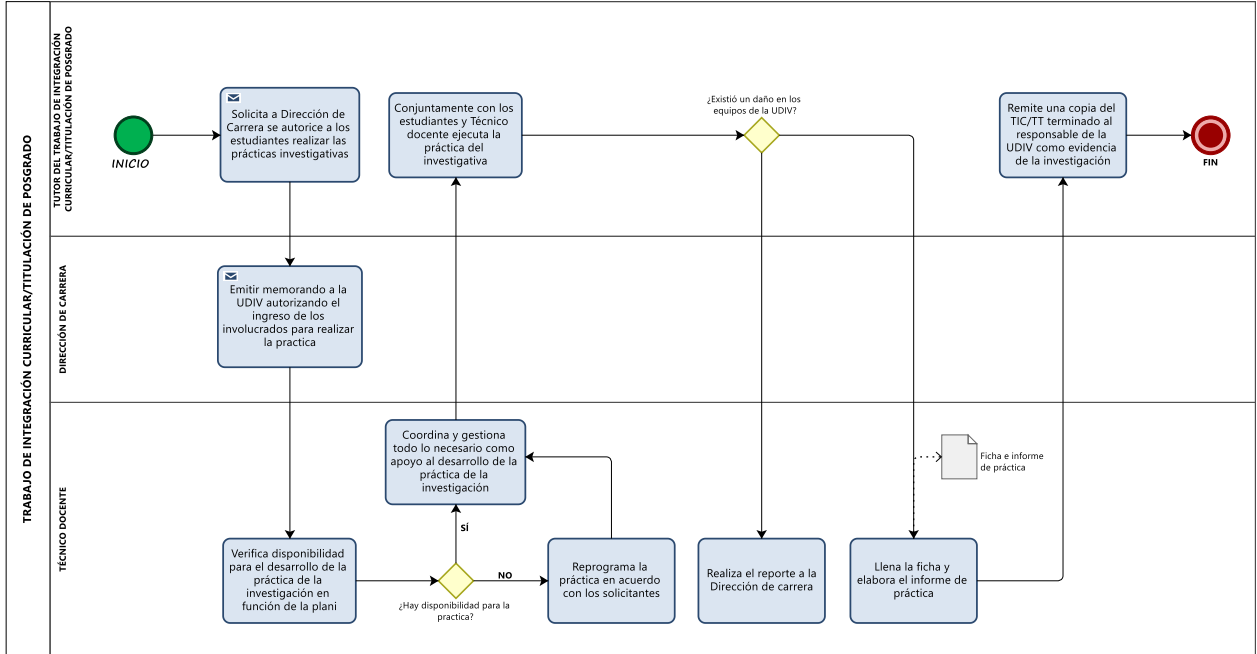 TRABAJO DE INTEGRACIÓN CURRICULAR/TITULACIÓN DE POSGRADO
TUTOR DEL TRABAJO DE INTEGRACIÓN
CURRICULAR/TITULACIÓN DE POSGRADO
INICIO
Solicita a Dirección de
Carrera se autorice a los
estudiantes realizar las
prácticas investigativas
Conjuntamente con los
estudiantes y Técnico
docente ejecuta la
práctica del
investigativa
¿Existió un daño en los
equipos de la UDIV?
Remite una copia del
TIC/TT terminado al
responsable de la
UDIV como evidencia
de la investigación
FIN
DIRECCIÓN DE CARRERA
Emitir memorando a la
UDIV autorizando el
ingreso de los
involucrados para realizar
la practica
TÉCNICO DOCENTE
Coordina y gestiona
todo lo necesario como
apoyo al desarrollo de la
práctica de la
investigación
Ficha e informe
de práctica
SÍ
Verifica disponibilidad
para el desarrollo de la
práctica de la
investigación en
función de la plani
¿Hay disponibilidad para la
practica?
NO
Reprograma la
práctica en acuerdo
con los solicitantes
Realiza el reporte a la
Dirección de carrera
Llena la ficha y
elabora el informe de
práctica